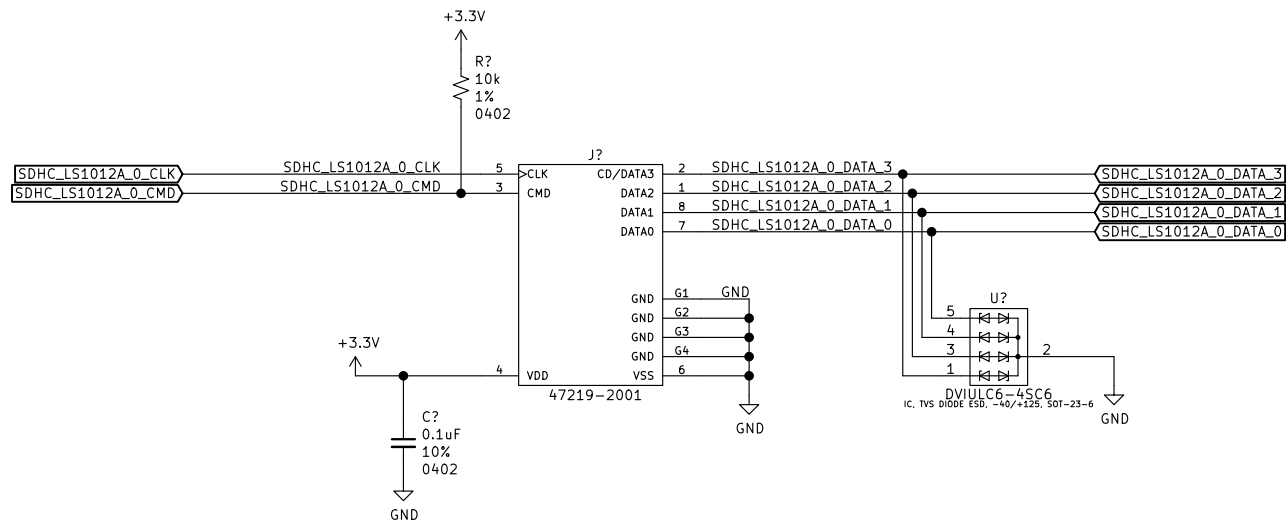 +3.3V
R?
10k
1%
0402
J?
SDHC_LS1012A_0_CLK
SDHC_LS1012A_0_CLK
5
CLK
CD/DATA3
2
SDHC_LS1012A_0_DATA_3
SDHC_LS1012A_0_DATA_3
SDHC_LS1012A_0_CMD
SDHC_LS1012A_0_CMD
3
CMD
DATA2
1
SDHC_LS1012A_0_DATA_2
SDHC_LS1012A_0_DATA_2
DATA1
8
SDHC_LS1012A_0_DATA_1
SDHC_LS1012A_0_DATA_1
DATA0
7
SDHC_LS1012A_0_DATA_0
SDHC_LS1012A_0_DATA_0
GND
G1
GND
GND
G2
GND
G3
GND
G4
VSS
6
+3.3V
4
VDD
47219-2001
GND
U?
5
4
3
1
2
DVIULC6-4SC6
IC, TVS DIODE ESD, -40/+125, SOT-23-6
GND
C?
0.1uF
10%
0402
GND